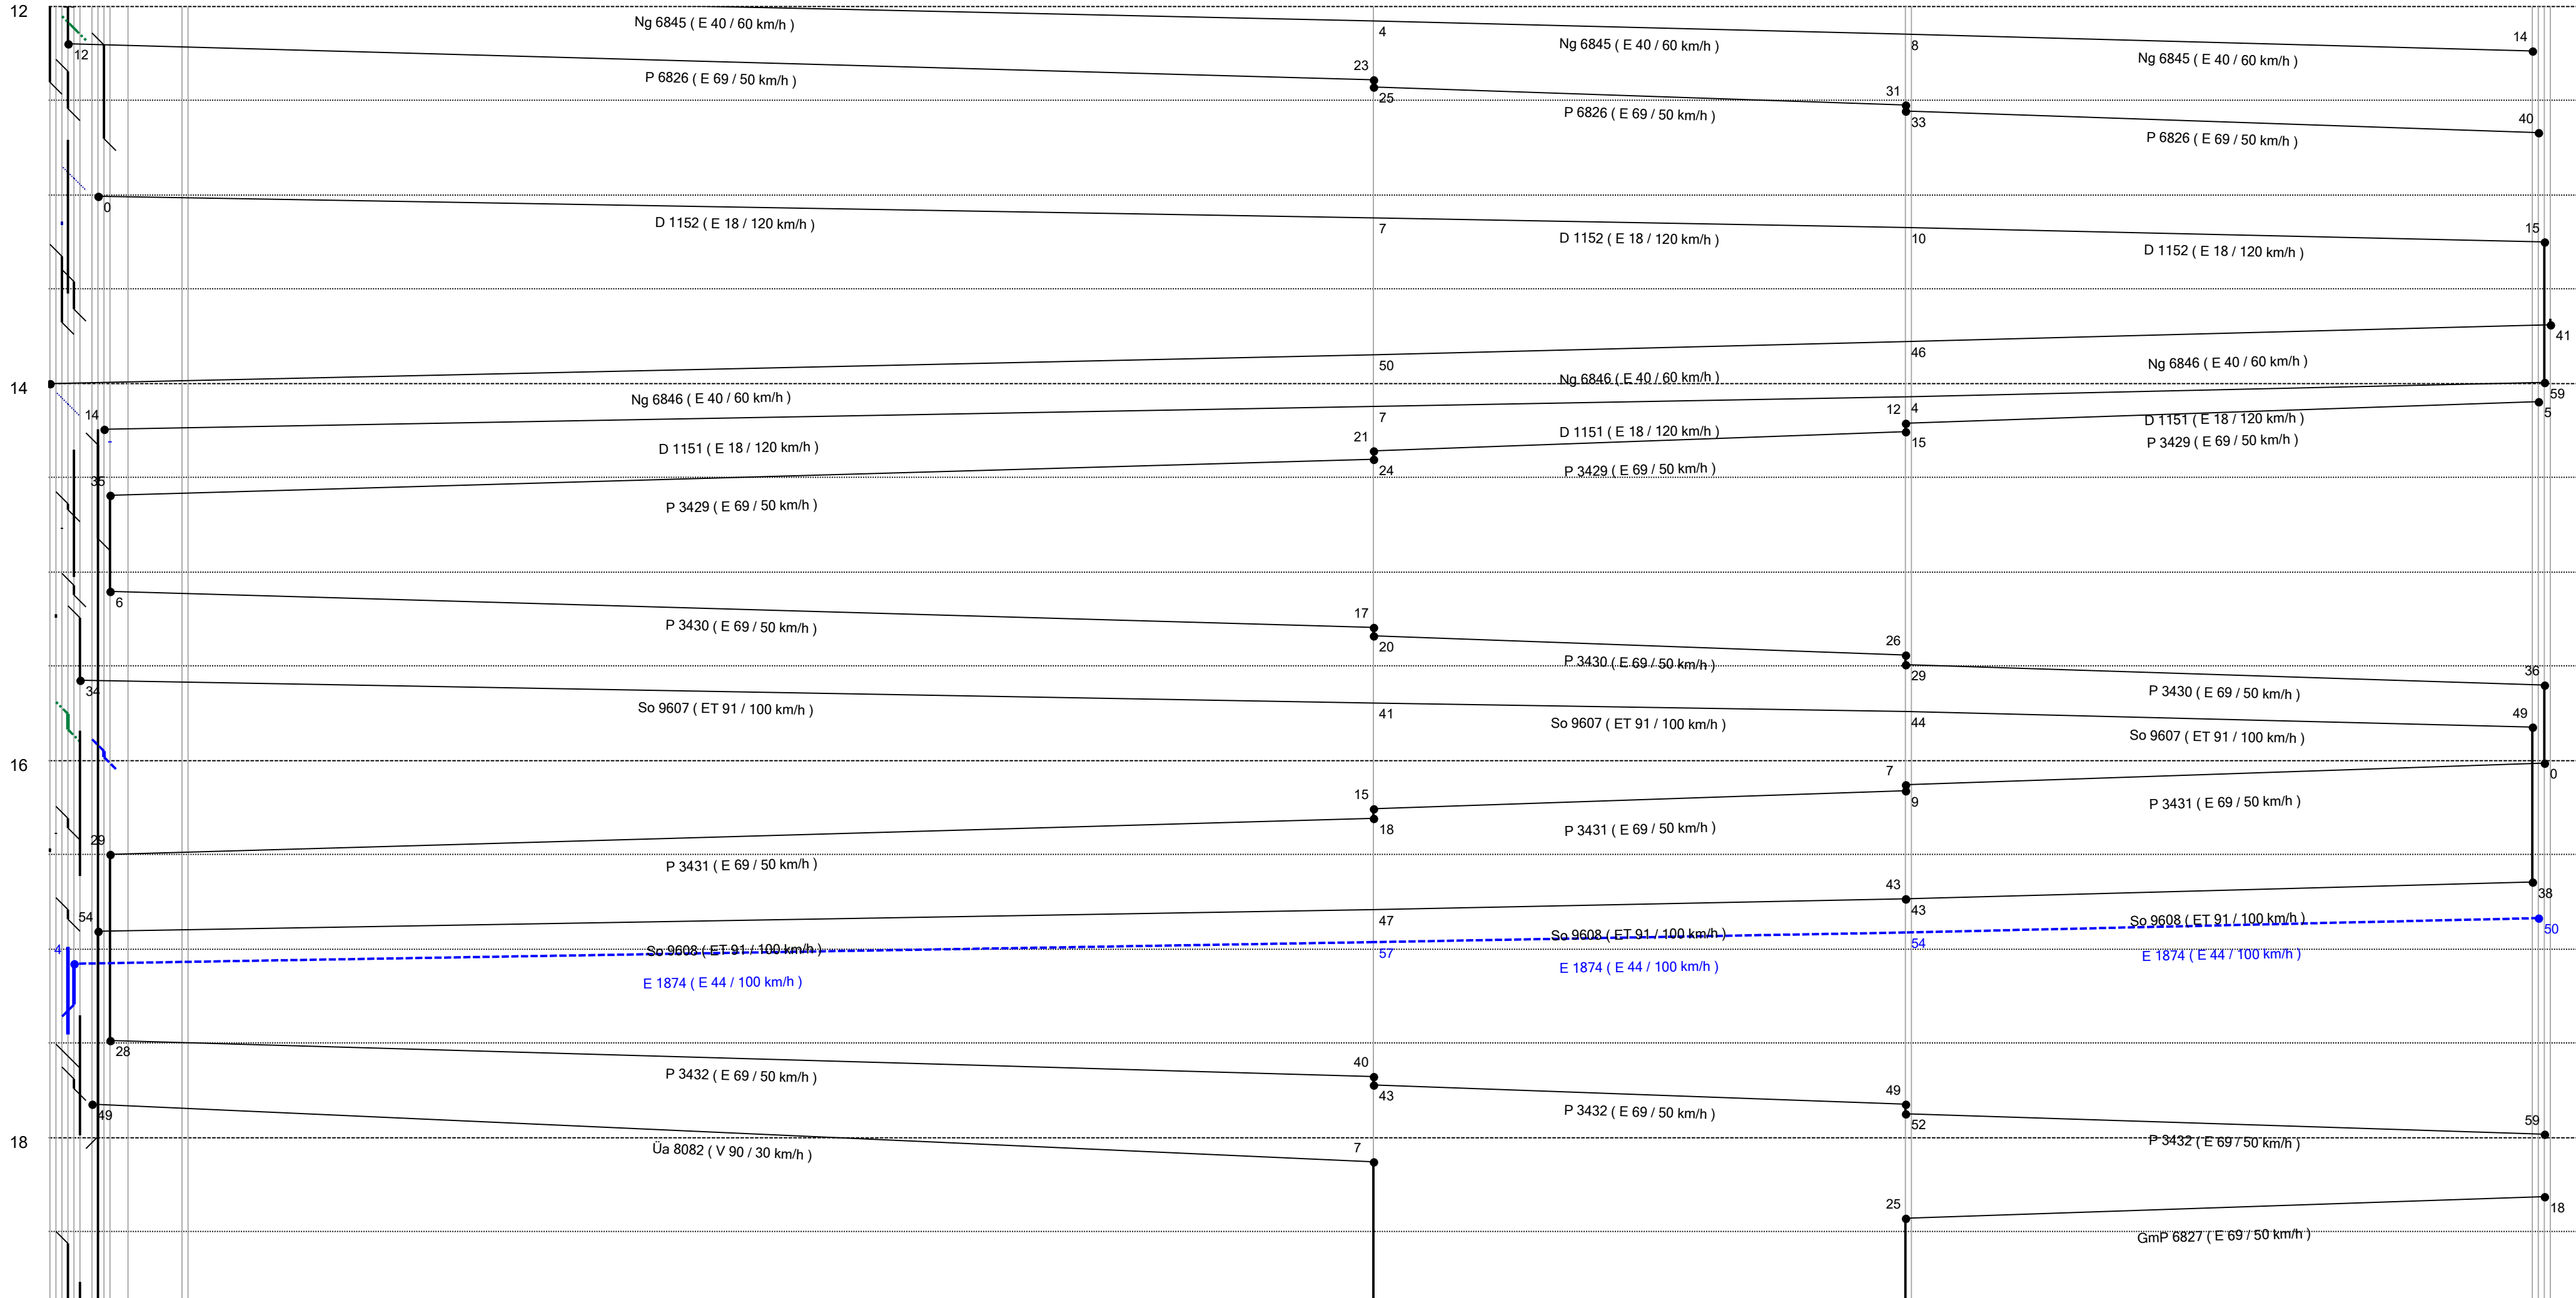 12
Ng 6845 ( E 40 / 60 km/h )
4
Ng 6845 ( E 40 / 60 km/h )
8
Ng 6845 ( E 40 / 60 km/h )
14
12
P 6826 ( E 69 / 50 km/h )
23
25
P 6826 ( E 69 / 50 km/h )
31
33
P 6826 ( E 69 / 50 km/h )
40
0
D 1152 ( E 18 / 120 km/h )
7
D 1152 ( E 18 / 120 km/h )
10
D 1152 ( E 18 / 120 km/h )
15
41
Ng 6846 ( E 40 / 60 km/h )
46
Ng 6846 ( E 40 / 60 km/h )
50
Ng 6846 ( E 40 / 60 km/h )
14
59
D 1151 ( E 18 / 120 km/h )
4
D 1151 ( E 18 / 120 km/h )
7
D 1151 ( E 18 / 120 km/h )
14
5
P 3429 ( E 69 / 50 km/h )
12
15
P 3429 ( E 69 / 50 km/h )
21
24
P 3429 ( E 69 / 50 km/h )
35
6
P 3430 ( E 69 / 50 km/h )
17
20
P 3430 ( E 69 / 50 km/h )
26
29
P 3430 ( E 69 / 50 km/h )
36
34
So 9607 ( ET 91 / 100 km/h )
41
So 9607 ( ET 91 / 100 km/h )
44
So 9607 ( ET 91 / 100 km/h )
49
16
0
P 3431 ( E 69 / 50 km/h )
7
9
P 3431 ( E 69 / 50 km/h )
15
18
P 3431 ( E 69 / 50 km/h )
29
38
So 9608 ( ET 91 / 100 km/h )
43
43
So 9608 ( ET 91 / 100 km/h )
47
So 9608 ( ET 91 / 100 km/h )
54
50
E 1874 ( E 44 / 100 km/h )
54
E 1874 ( E 44 / 100 km/h )
57
E 1874 ( E 44 / 100 km/h )
4
28
P 3432 ( E 69 / 50 km/h )
40
43
P 3432 ( E 69 / 50 km/h )
49
52
P 3432 ( E 69 / 50 km/h )
59
49
18
Üa 8082 ( V 90 / 30 km/h )
7
18
GmP 6827 ( E 69 / 50 km/h )
25